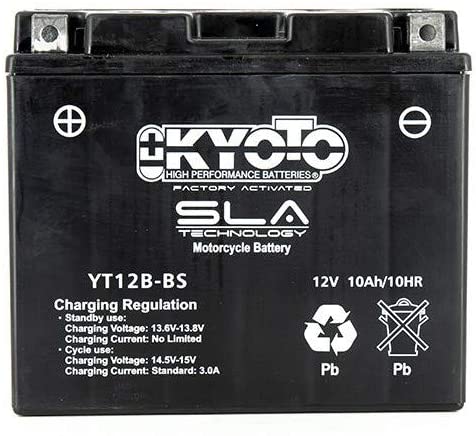 KYOTO
HIGH PERFORMANCE BATTERIES
FACTORY ACTIVATED
SLA
TECHNOLOGY
Motorcycle Battery
YT12B-BS
12V 10Ah/10HR
Charging Regulation
• Standby use:
Charging Voltage: 13.6V-13.8V
Charging Current: No Limited
• Cycle use:
Charging Voltage: 14.5V-15V
Charging Current: Standard: 3.0A
Pb
Pb